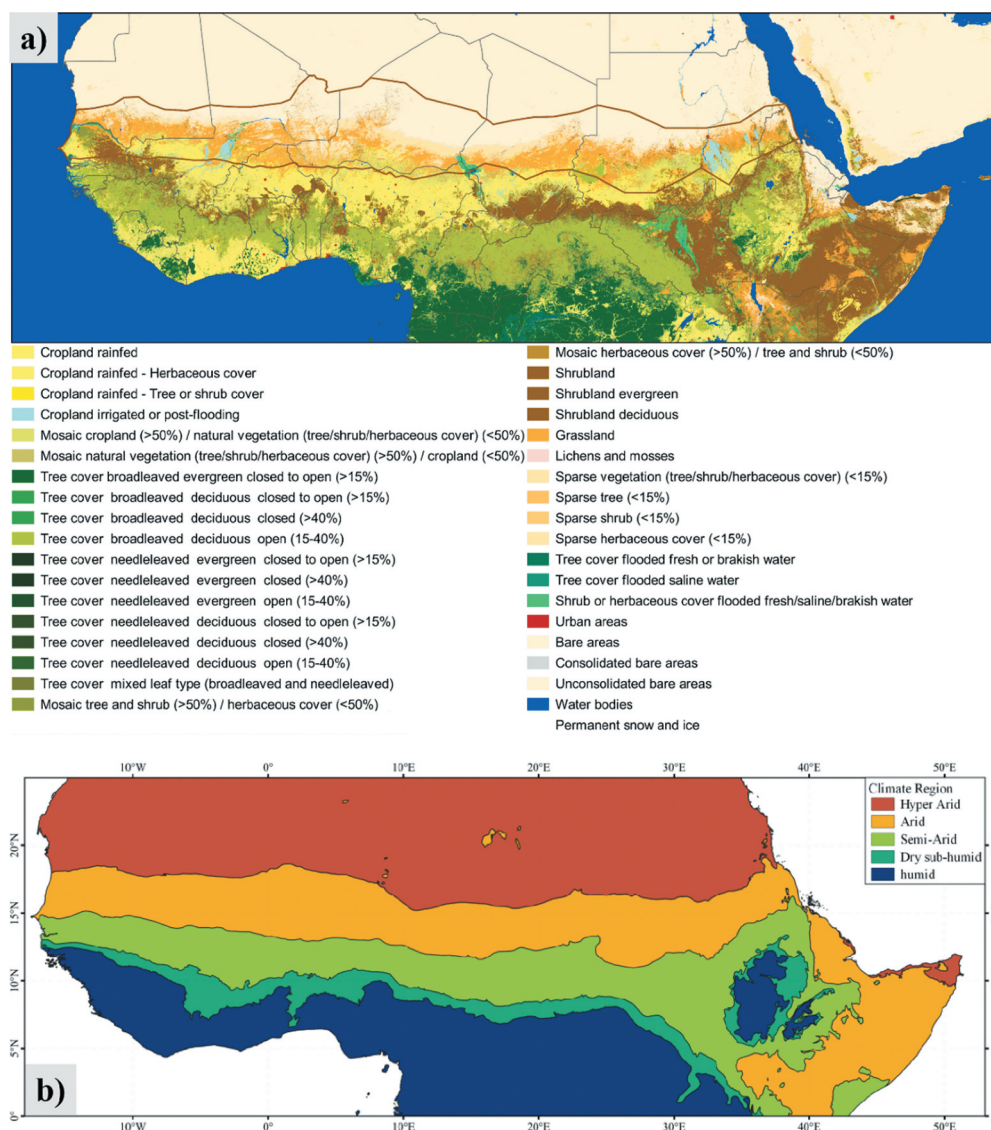 a)
Cropland rainfed
Cropland rainfed - Herbaceous cover
Cropland rainfed - Tree or shrub cover
Cropland irrigated or post-flooding
Mosaic cropland (>50%) / natural vegetation (tree/shrub/herbaceous cover) (<50%)
Mosaic natural vegetation (tree/shrub/herbaceous cover) (>50%) / cropland (<50%)
Tree cover broadleaved evergreen closed to open (>15%)
Tree cover broadleaved deciduous closed to open (>15%)
Tree cover broadleaved deciduous closed (>40%)
Tree cover broadleaved deciduous open (15-40%)
Tree cover needleleaved evergreen closed to open (>15%)
Tree cover needleleaved evergreen closed (>40%)
Tree cover needleleaved evergreen open (15-40%)
Tree cover needleleaved deciduous closed to open (>15%)
Tree cover needleleaved deciduous closed (>40%)
Tree cover needleleaved deciduous open (15-40%)
Tree cover mixed leaf type (broadleaved and needleleaved)
Mosaic tree and shrub (>50%) / herbaceous cover (<50%)
Mosaic herbaceous cover (>50%) / tree and shrub (<50%)
Shrubland
Shrubland evergreen
Shrubland deciduous
Grassland
Lichens and mosses
Sparse vegetation (tree/shrub/herbaceous cover) (<15%)
Sparse tree (<15%)
Sparse shrub (<15%)
Sparse herbaceous cover (<15%)
Tree cover flooded fresh or brakish water
Tree cover flooded saline water
Shrub or herbaceous cover flooded fresh/saline/brakish water
Urban areas
Bare areas
Consolidated bare areas
Unconsolidated bare areas
Water bodies
Permanent snow and ice
10°W 0° 10°E 20°E 30°E 40°E 50°E
Climate Region
Hyper Arid
Arid
Semi-Arid
Dry sub-humid
humid
20°N
15°N
10°N
5°N
0°
b)
10°W 0° 10°E 20°E 30°E 40°E 50°E